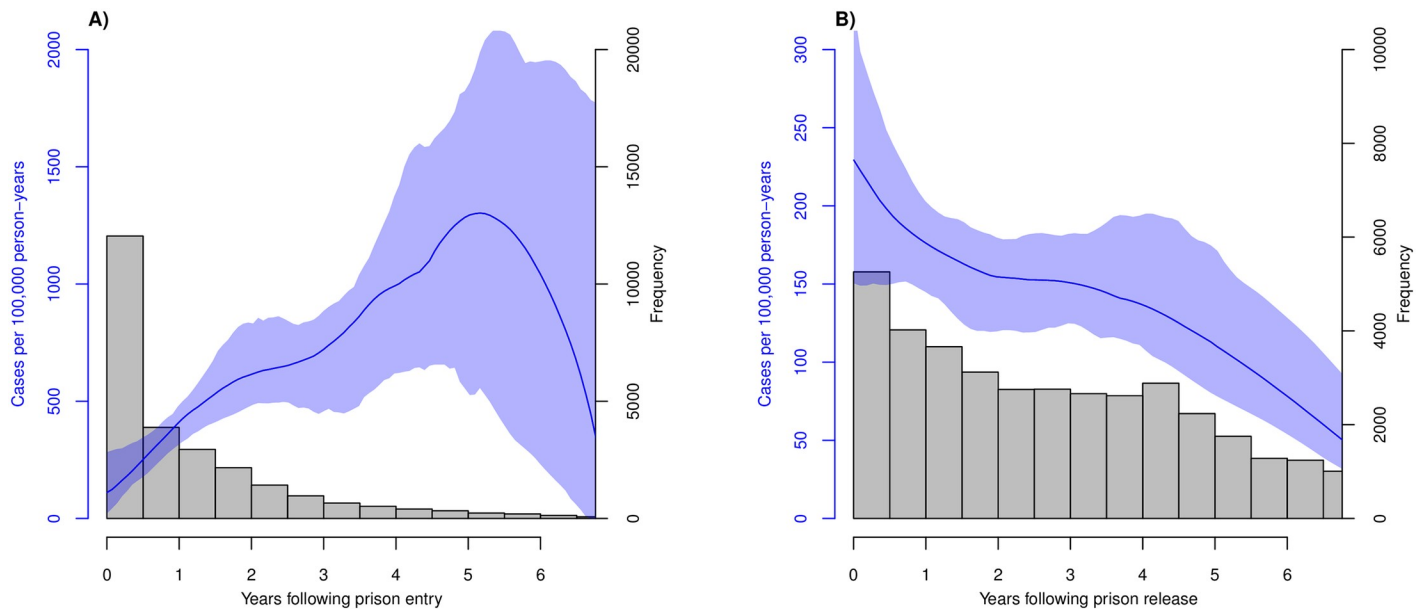 A)
Cases per 100,000 person−years
0
500
1000
1500
2000
Frequency
0
5000
10000
15000
20000
0 1 2 3 4 5 6
Years following prison entry
B)
Cases per 100,000 person−years
0
50
100
150
200
250
300
Frequency
0
2000
4000
6000
8000
10000
0 1 2 3 4 5 6
Years following prison release